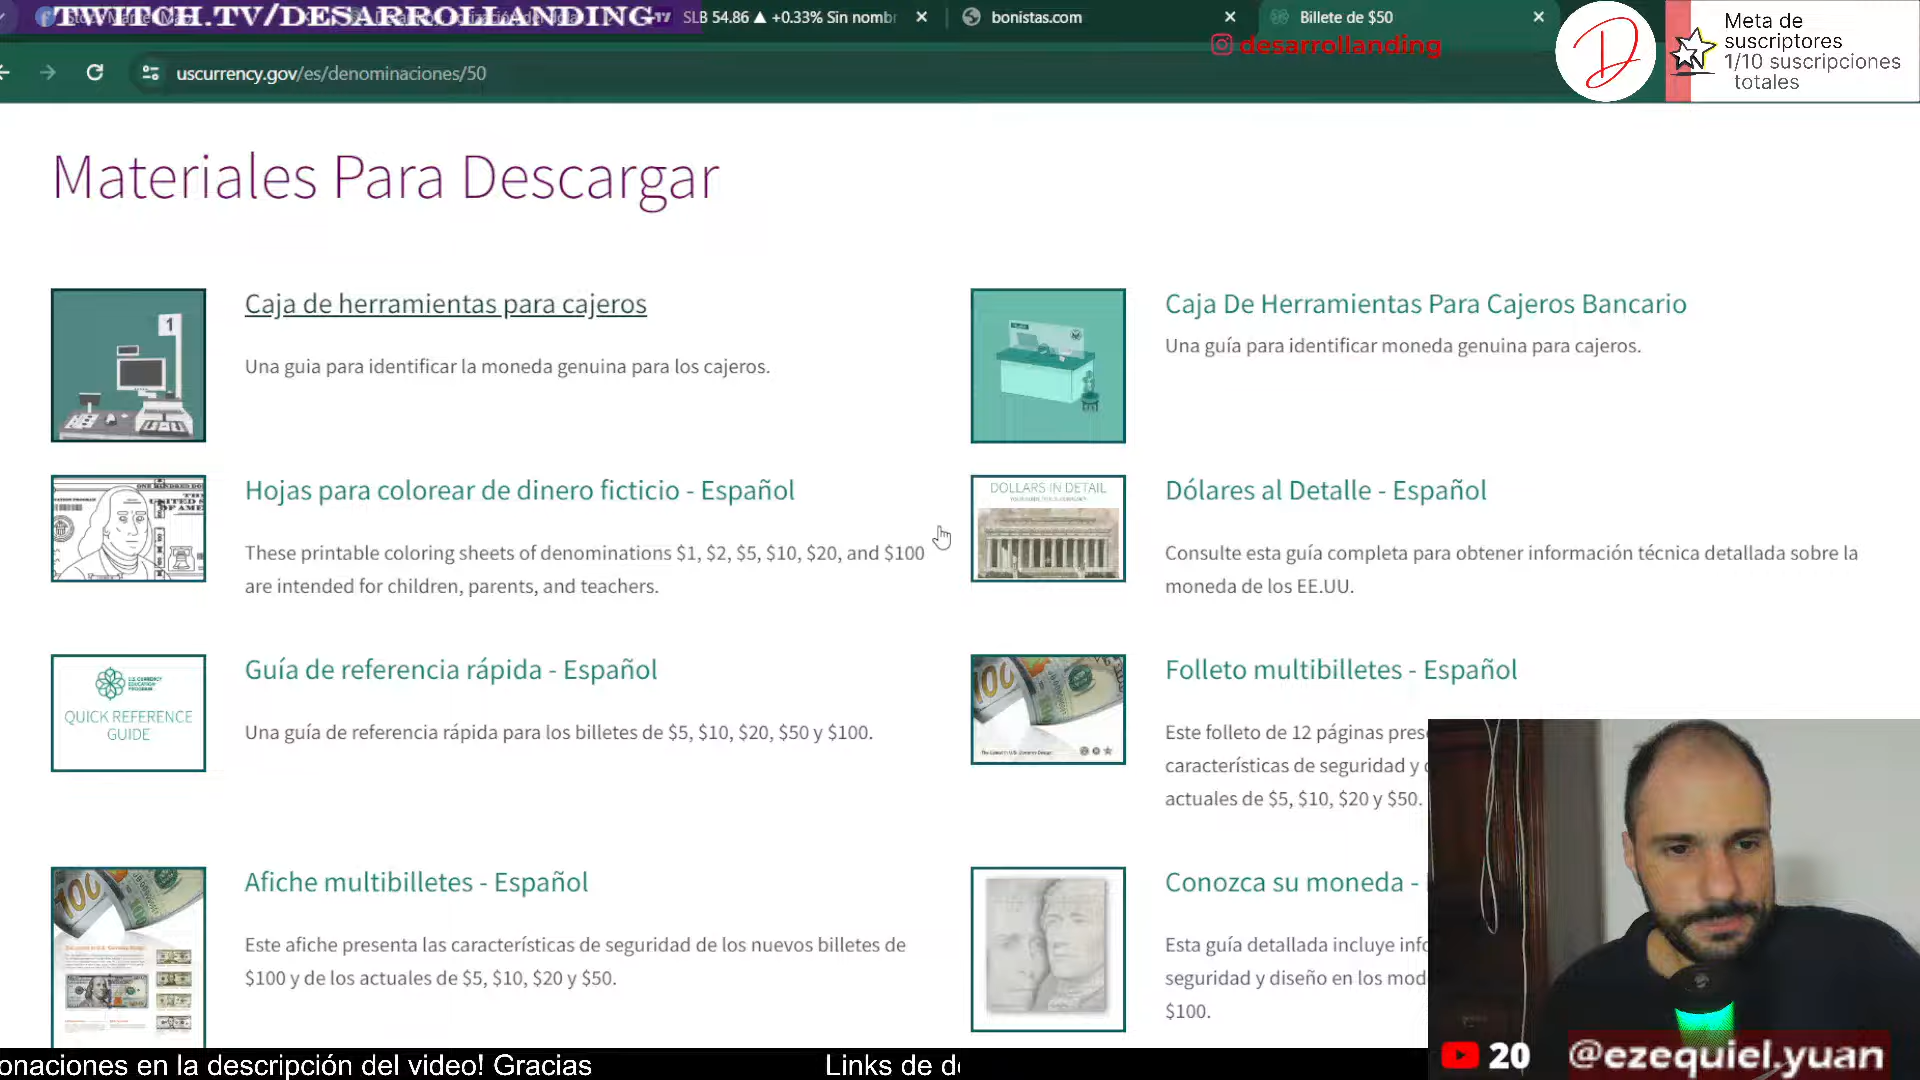 TWITCH.TV/DESARROLLANDING
SLB 54.86 ▲ +0.33% Sin nombr
bonistas.com
Billete de $50
desarrollanding
D
Meta de
suscriptores
1/10 suscripciones
totales
uscurrency.gov/es/denominaciones/50
Materiales Para Descargar
1
Caja de herramientas para cajeros
Una guia para identificar la moneda genuina para los cajeros.
Caja De Herramientas Para Cajeros Bancario
Una guía para identificar moneda genuina para cajeros.
Hojas para colorear de dinero ficticio - Español
These printable coloring sheets of denominations $1, $2, $5, $10, $20, and $100
are intended for children, parents, and teachers.
DOLLARS IN DETAIL
Dólares al Detalle - Español
Consulte esta guía completa para obtener información técnica detallada sobre la
moneda de los EE.UU.
U.S. CURRENCY
EDUCATION
PROGRAM
QUICK REFERENCE
GUIDE
Guía de referencia rápida - Español
Una guía de referencia rápida para los billetes de $5, $10, $20, $50 y $100.
100
Folleto multibilletes - Español
Este folleto de 12 páginas pres
características de seguridad y
actuales de $5, $10, $20 y $50.
100
Afiche multibilletes - Español
Este afiche presenta las características de seguridad de los nuevos billetes de
$100 y de los actuales de $5, $10, $20 y $50.
Conozca su moneda -
Esta guía detallada incluye info
seguridad y diseño en los mod
$100.
onaciones en la descripción del video! Gracias
Links de d
20
@ezequiel.yuan